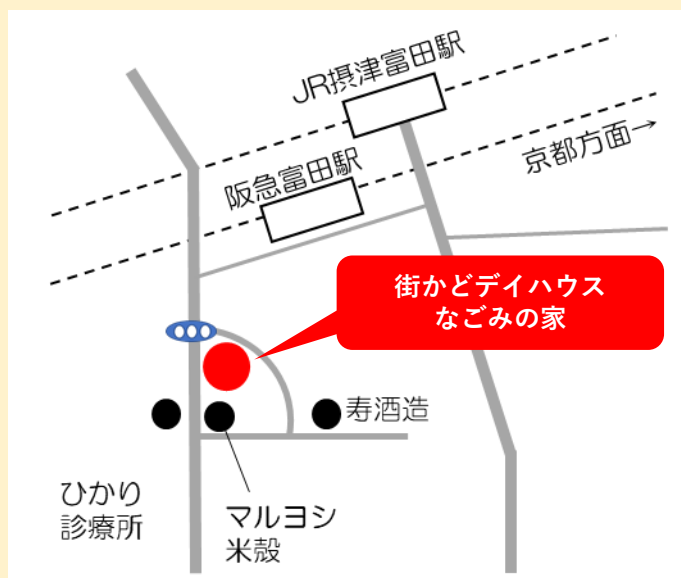 JR摂津富田駅
阪急富田駅
京都方面→
街かどデイハウス
なごみの家
寿酒造
ひかり
診療所
マルヨシ
米殻